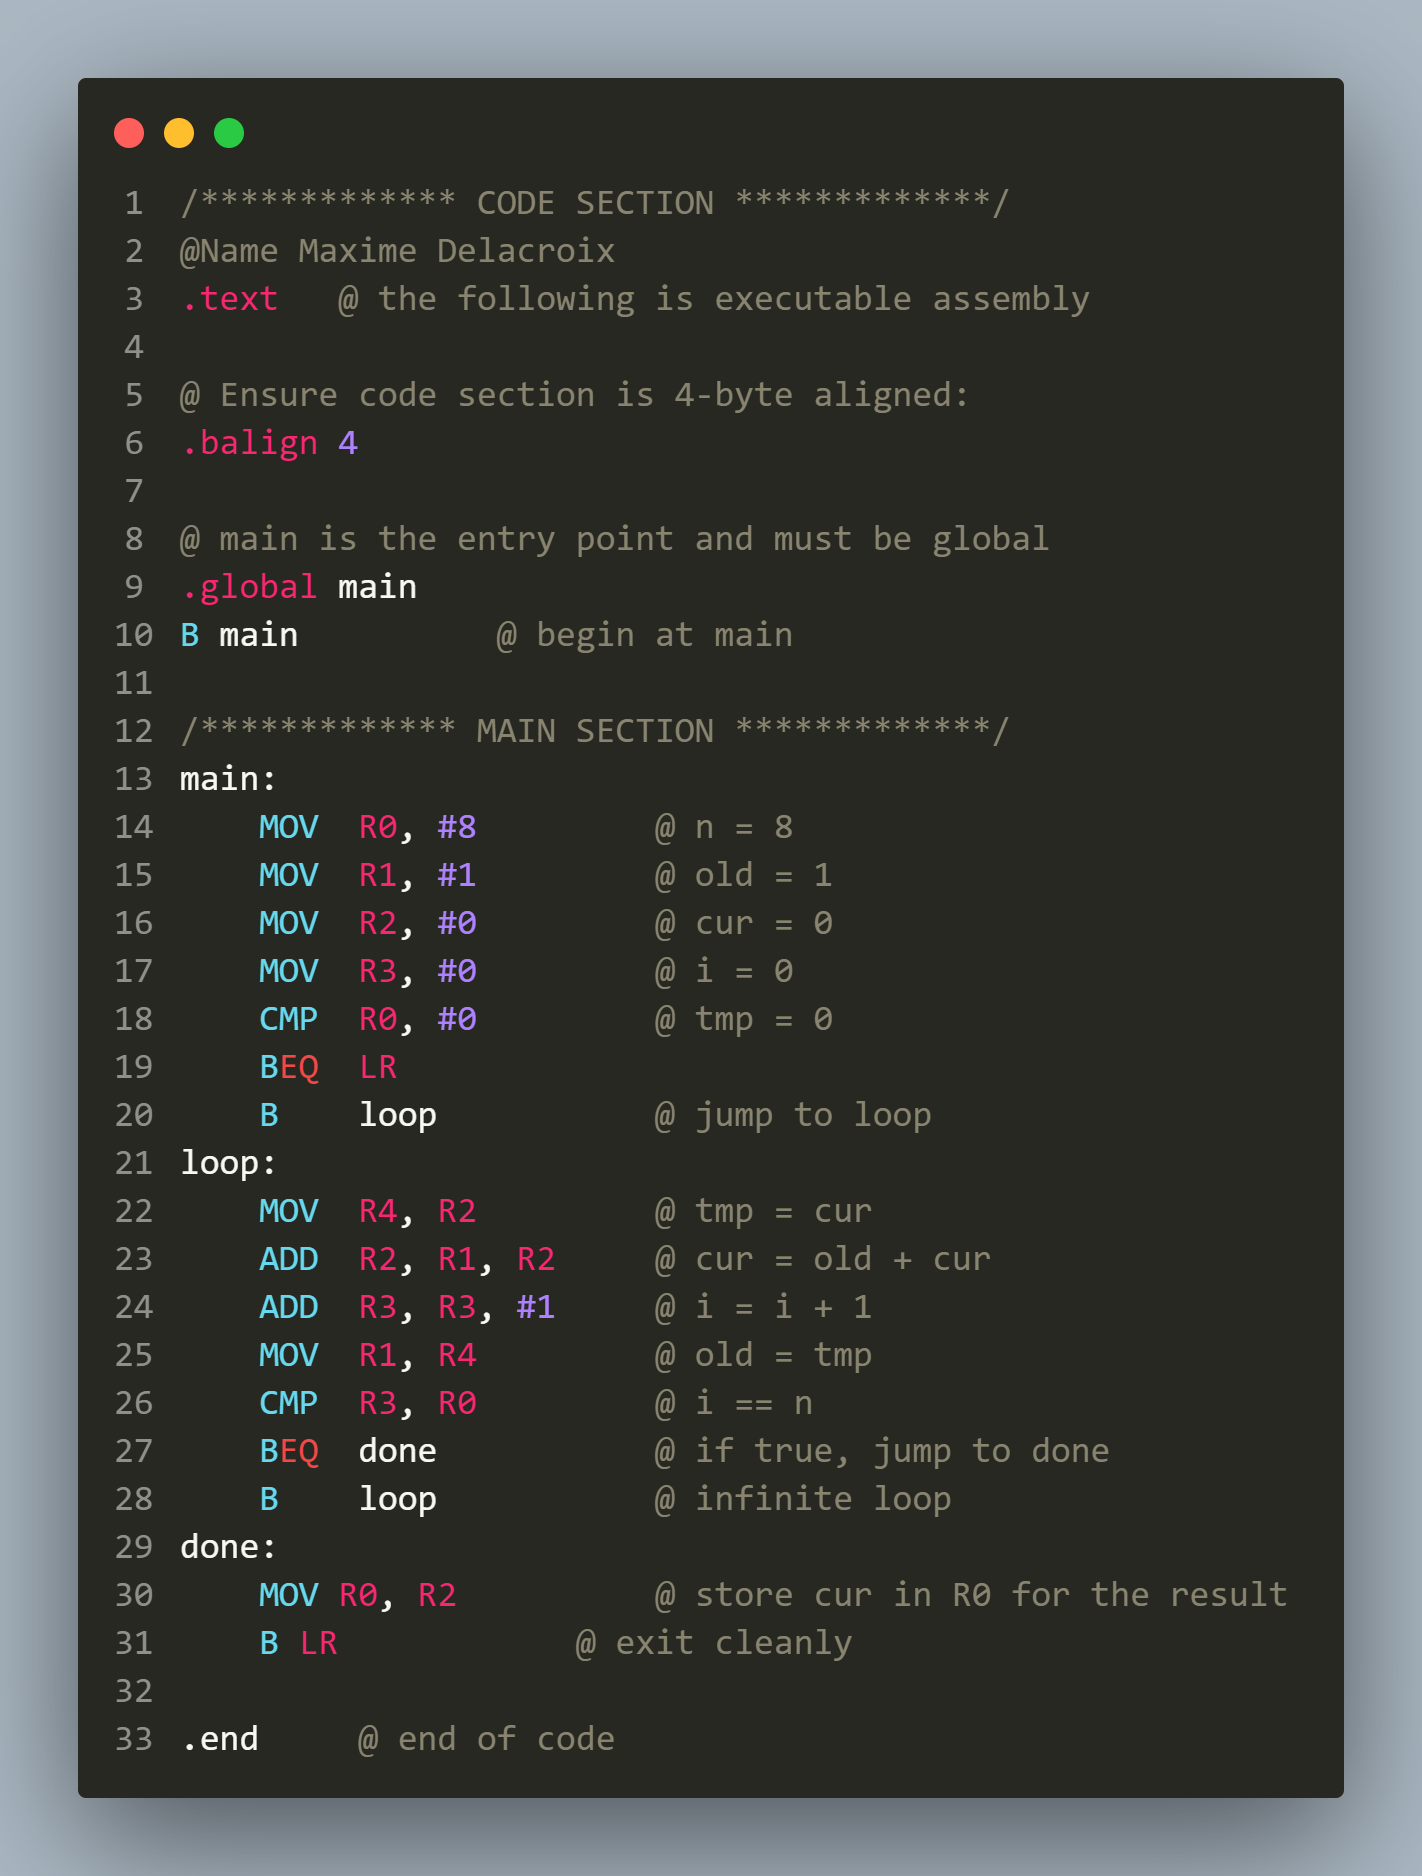 1 /************* CODE SECTION *************/
2 @Name Maxime Delacroix
3 .text   @ the following is executable assembly
4
5 @ Ensure code section is 4-byte aligned:
6 .balign 4
7
8 @ main is the entry point and must be global
9 .global main
10 B main          @ begin at main
11
12 /************* MAIN SECTION *************/
13 main:
14     MOV  R0, #8         @ n = 8
15     MOV  R1, #1         @ old = 1
16     MOV  R2, #0         @ cur = 0
17     MOV  R3, #0         @ i = 0
18     CMP  R0, #0         @ tmp = 0
19     BEQ  LR
20     B    loop           @ jump to loop
21 loop:
22     MOV  R4, R2         @ tmp = cur
23     ADD  R2, R1, R2     @ cur = old + cur
24     ADD  R3, R3, #1     @ i = i + 1
25     MOV  R1, R4         @ old = tmp
26     CMP  R3, R0         @ i == n
27     BEQ  done           @ if true, jump to done
28     B    loop           @ infinite loop
29 done:
30     MOV R0, R2          @ store cur in R0 for the result
31     B LR            @ exit cleanly
32
33 .end     @ end of code